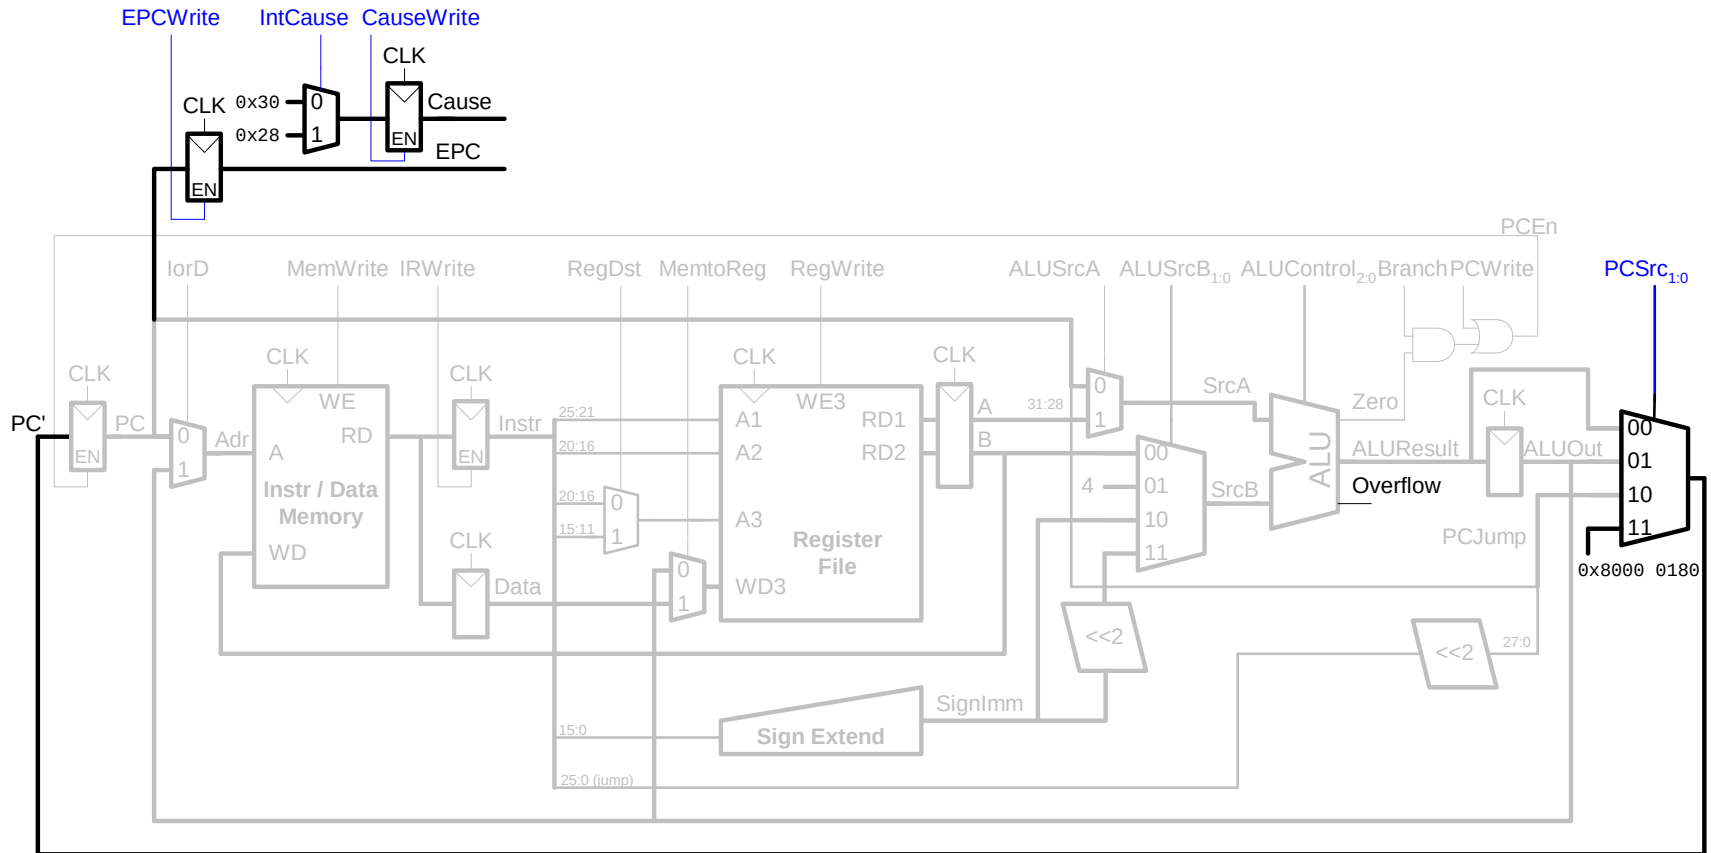 EPCWrite IntCause CauseWrite
CLK
0x30 0 Cause
CLK
0x28 1 EN
EPC
EN
PCEn
IorD MemWrite IRWrite RegDst MemtoReg RegWrite ALUSrcA ALUSrcB1:0 ALUControl2:0 Branch PCWrite PCSrc1:0
CLK CLK CLK
CLK CLK
0 SrcA
WE WE3 CLK
PC' PC 0 Adr RD Instr 25:21 A1 RD1 A 31:28 1 Zero 00
EN 1 A EN 20:16 A2 RD2 B 00 ALU ALUResult ALUOut 01
4 01 SrcB Overflow 10
Instr / Data
Memory
20:16 0
15:11 1 A3 10 11
WD CLK Register
File
11 PCJump
0x8000 0180
Data 0 WD3
1
<<2 <<2 27:0
SignImm
15:0 Sign Extend
25:0 (jump)